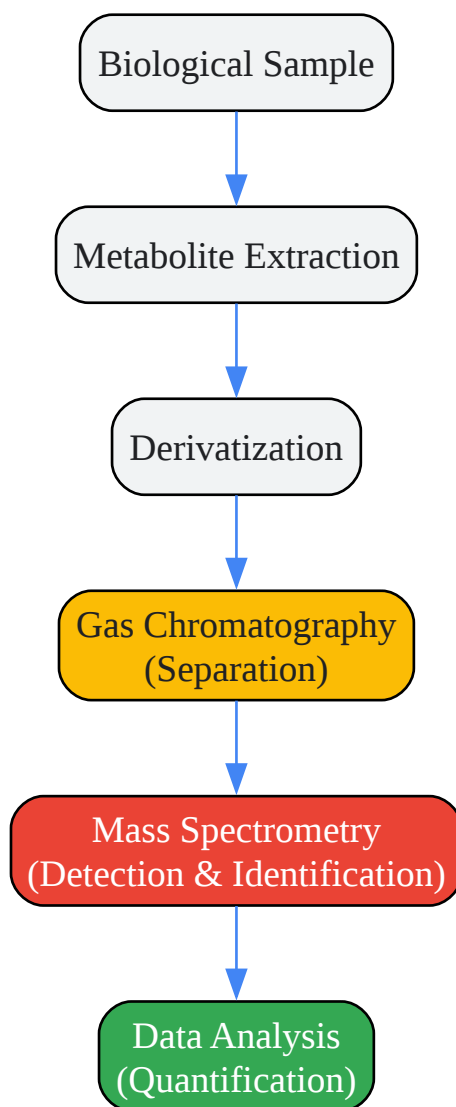 Biological Sample
Metabolite Extraction
Derivatization
Gas Chromatography
(Separation)
Mass Spectrometry
(Detection & Identification)
Data Analysis
(Quantification)